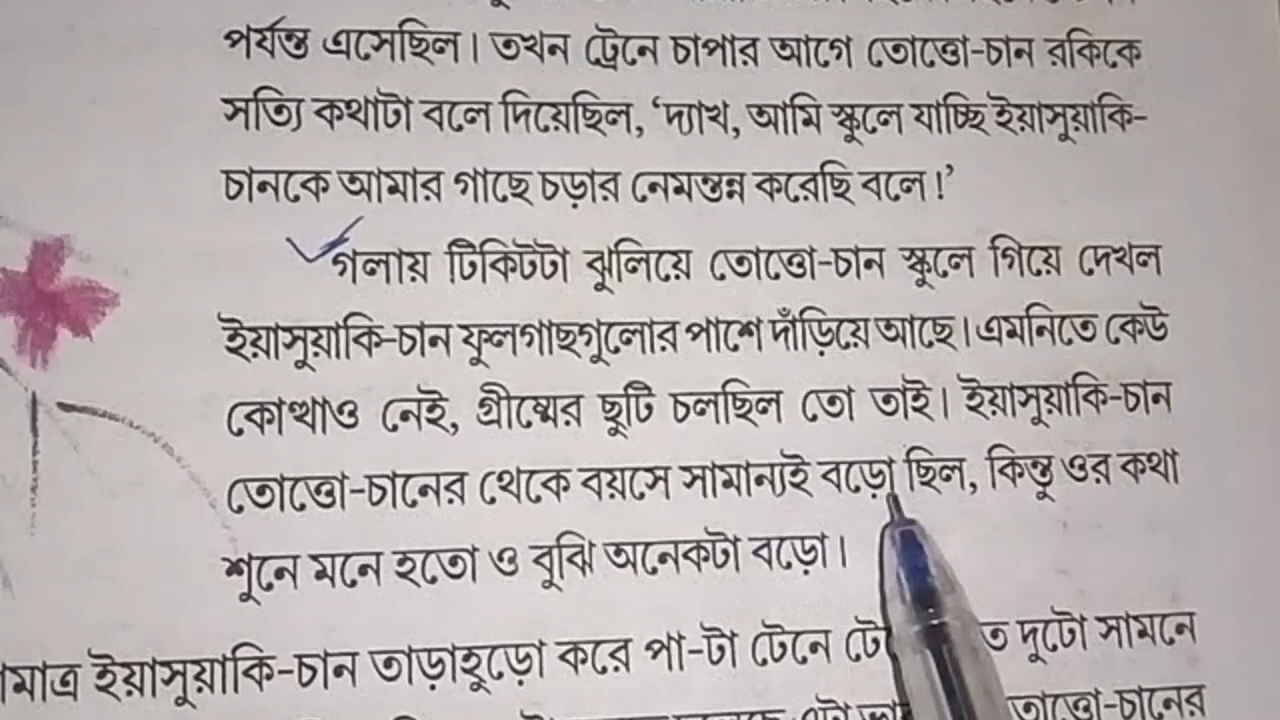 পর্যন্ত এসেছিল। তখন ট্রেনে চাপার আগে তোত্তো-চান রকিকে
সত্যি কথাটা বলে দিয়েছিল, ‘দ্যাখ, আমি স্কুলে যাচ্ছি ইয়াসুয়াকি-
চানকে আমার গাছে চড়ার নেমন্তন্ন করেছি বলে!’
গলায় টিকিটটা ঝুলিয়ে তোত্তো-চান স্কুলে গিয়ে দেখল
ইয়াসুয়াকি-চান ফুলগাছগুলোর পাশে দাঁড়িয়ে আছে। এমনিতে কেউ
কোত্থাও নেই, গ্রীষ্মের ছুটি চলছিল তো তাই। ইয়াসুয়াকি-চান
তোত্তো-চানের থেকে বয়সে সামান্যই বড়ো ছিল, কিন্তু ওর কথা
শুনে মনে হতো ও বুঝি অনেকটা বড়ো।
ইয়াসুয়াকি-চান তাড়াহুড়ো করে পা-টা টেনে দুটো সামনে
তোত্তো-চানের